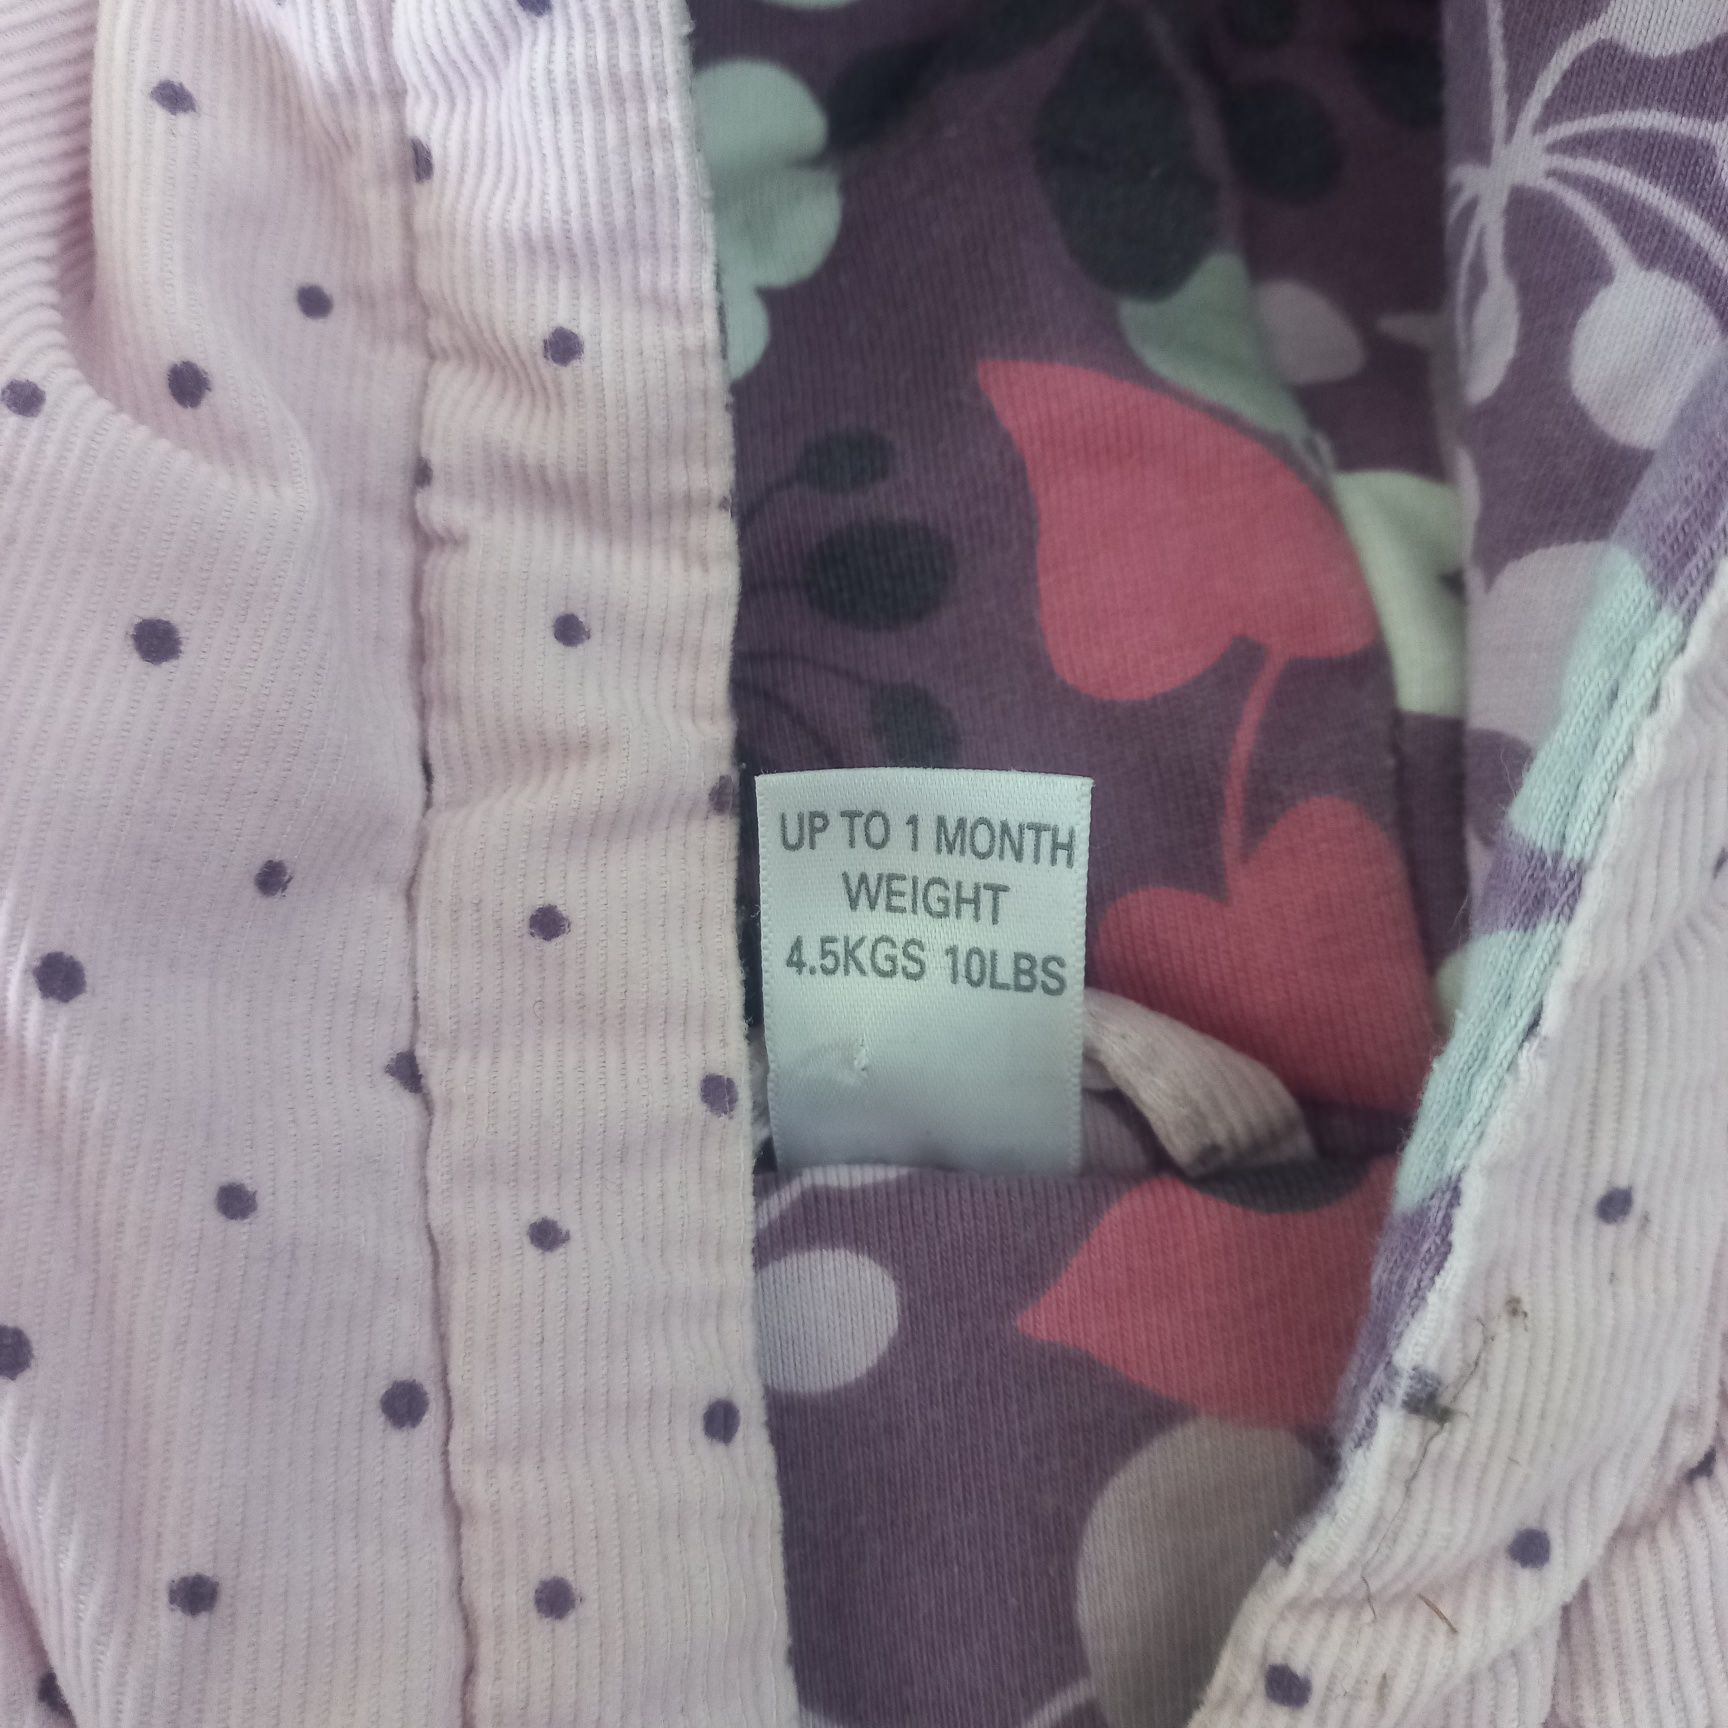 UP TO 1 MONTH
WEIGHT
4.5KGS 10LBS